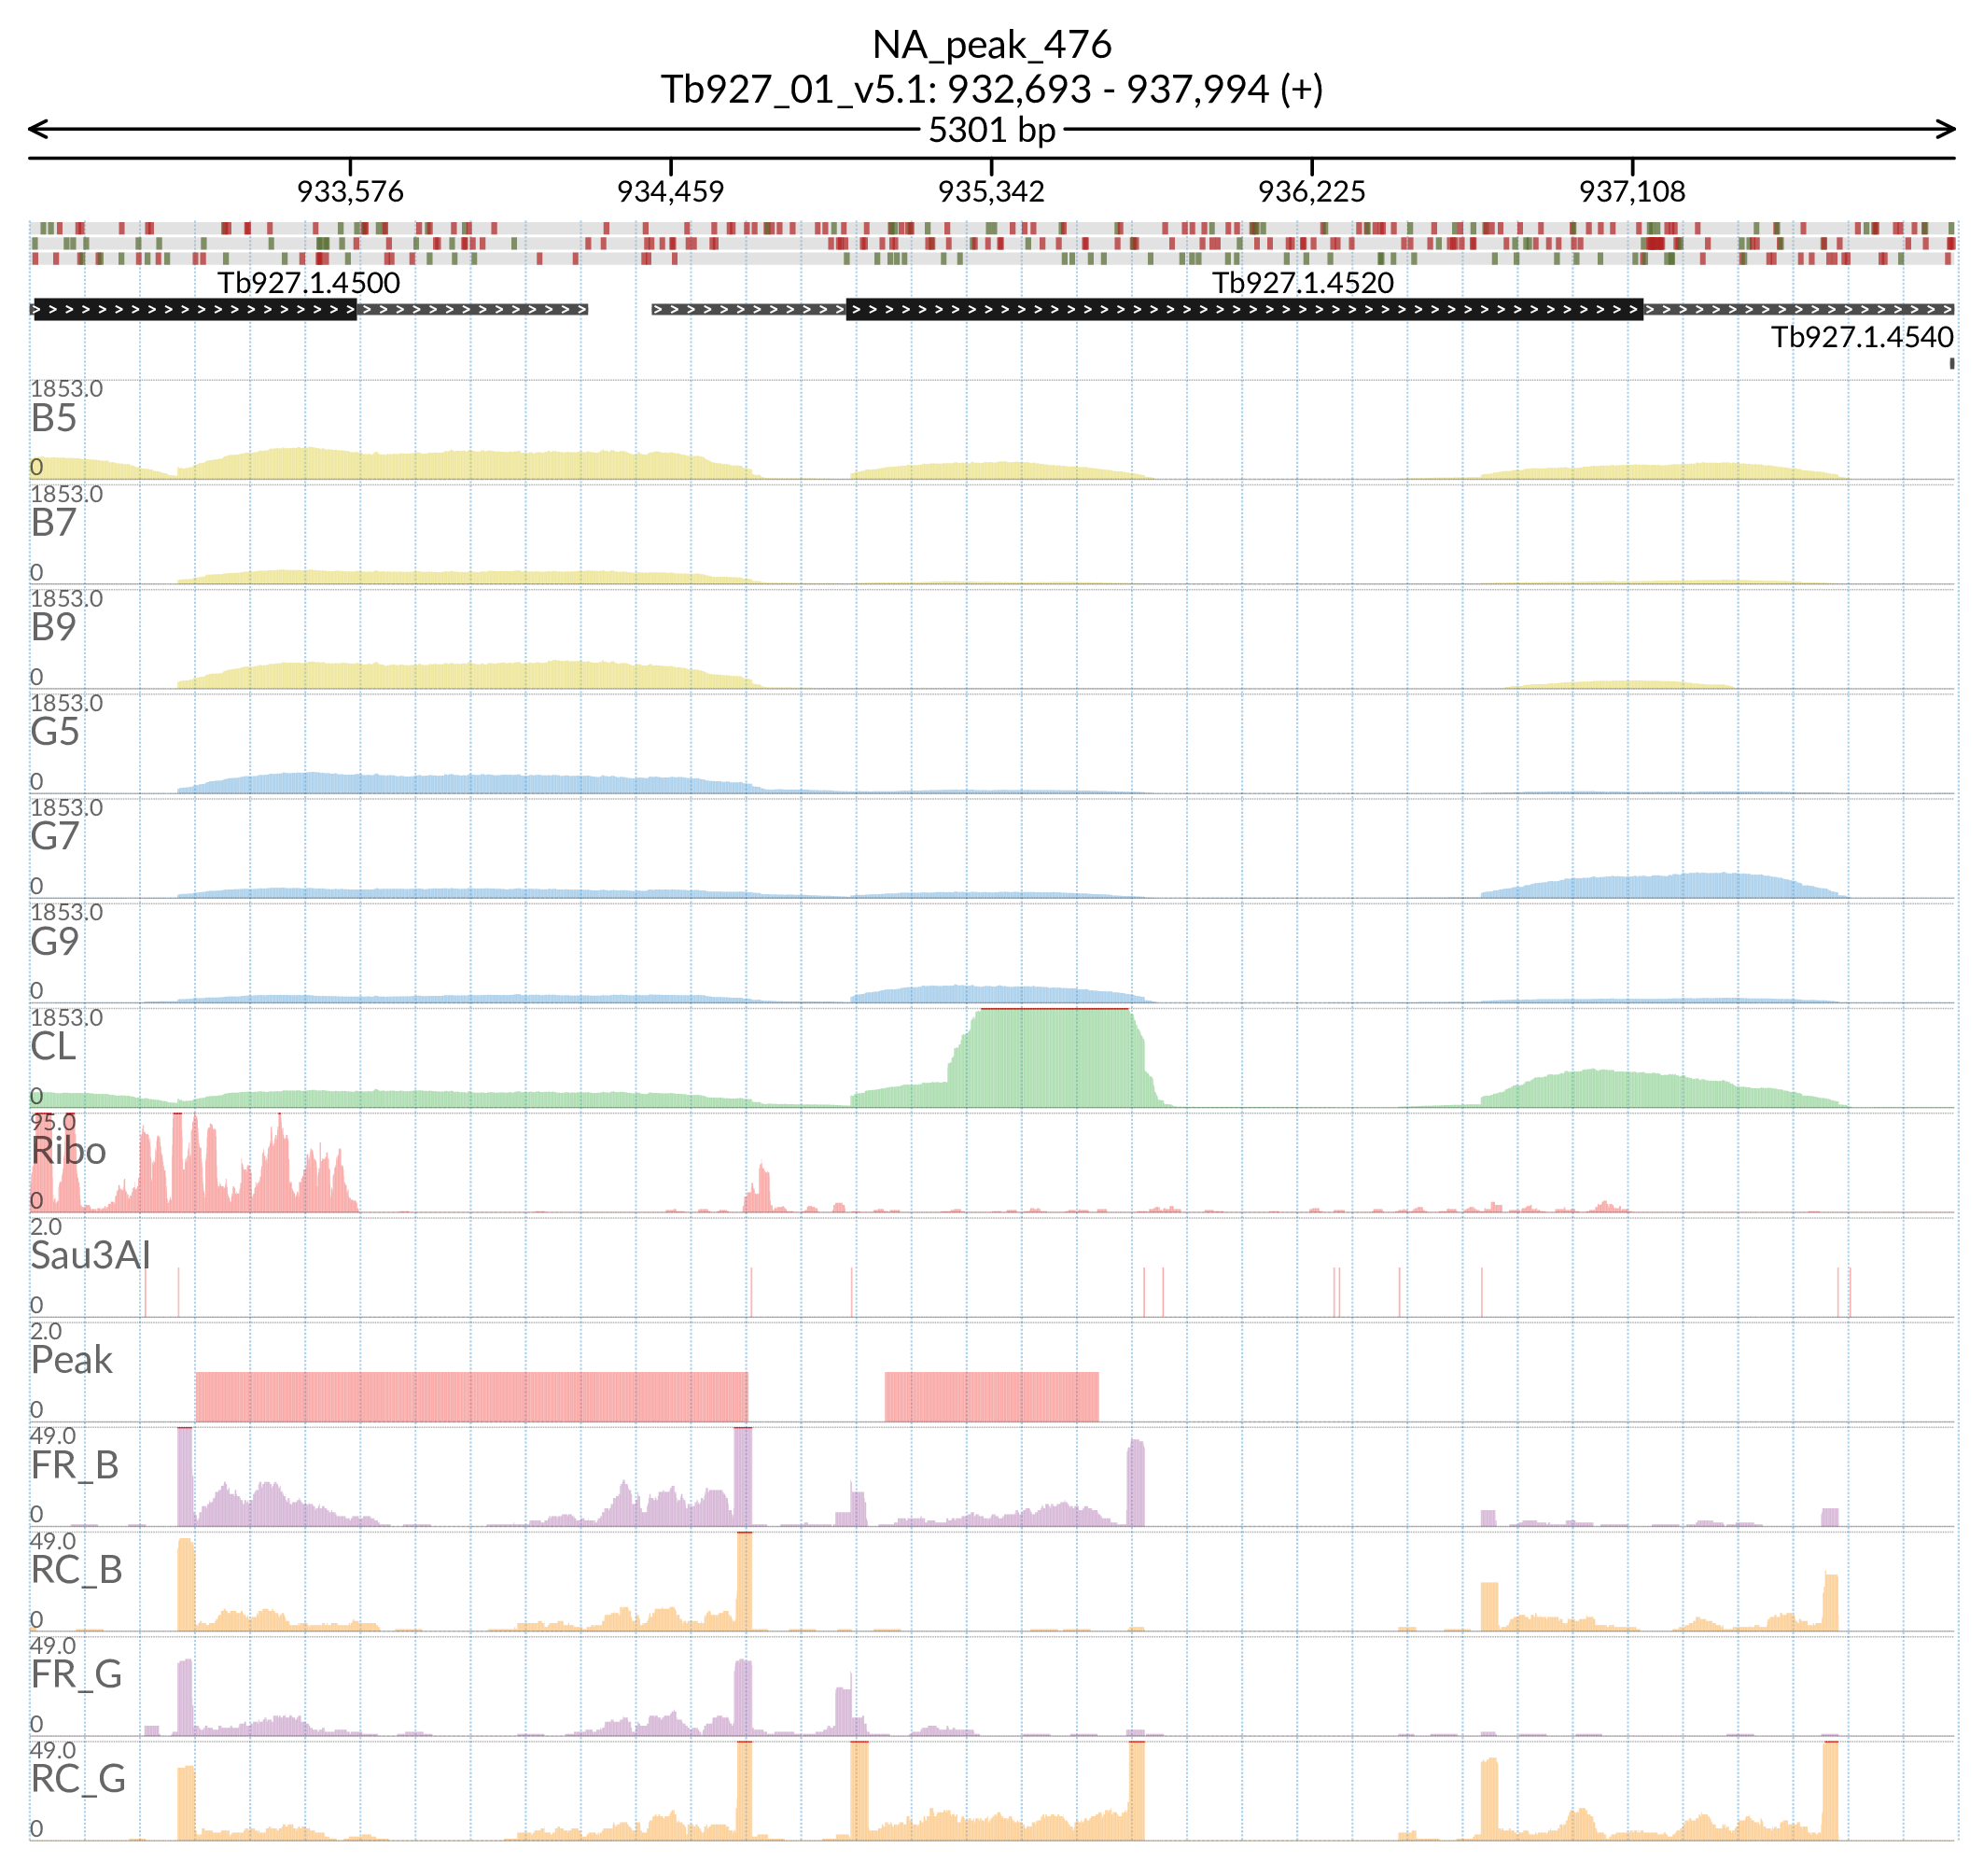 NA_peak_476
Tb927_01_v5.1: 932,693 - 937,994 (+)
5301 bp
933,576 934,459 935,342 936,225 937,108
Tb927.1.4500 Tb927.1.4520
Tb927.1.4540
1853.0
B5
0
1853.0
B7
0
1853.0
B9
0
1853.0
G5
0
1853.0
G7
0
1853.0
G9
0
1853.0
CL
0
95.0
Ribo
0
2.0
Sau3AI
0
2.0
Peak
0
49.0
FR_B
0
49.0
RC_B
0
49.0
FR_G
0
49.0
RC_G
0